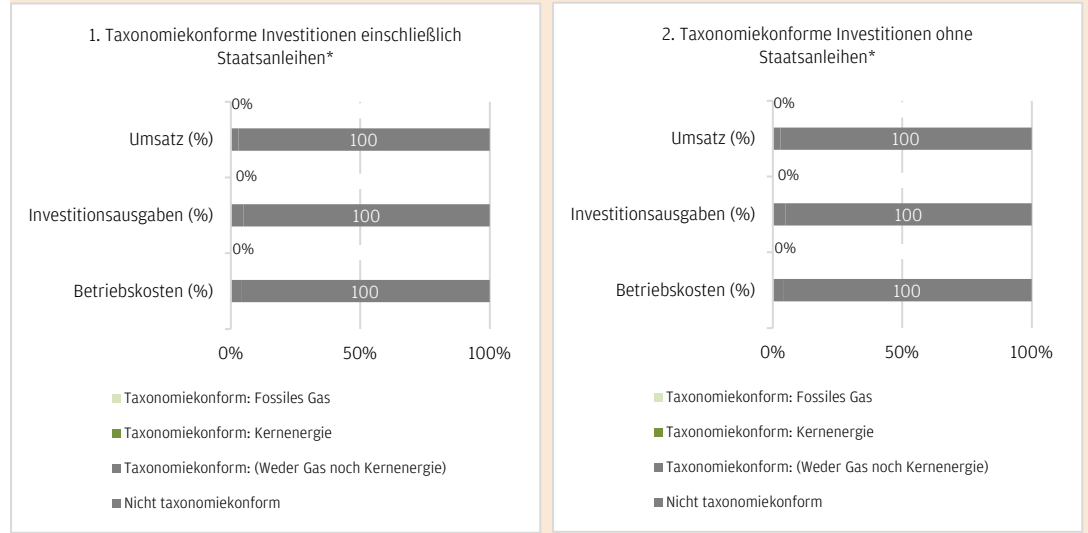 1. Taxonomiekonforme Investitionen einschließlich
Staatsanleihen*
0%
Umsatz (%)
100
0%
Investitionsausgaben (%)
100
0%
Betriebskosten (%)
100
0%
50%
100%
Taxonomiekonform: Fossiles Gas
Taxonomiekonform: Kernenergie
Taxonomiekonform: (Weder Gas noch Kernenergie)
Nicht taxonomiekonform
2. Taxonomiekonforme Investitionen ohne
Staatsanleihen*
0%
Umsatz (%)
100
0%
Investitionsausgaben (%)
100
0%
Betriebskosten (%)
100
0%
50%
100%
Taxonomiekonform: Fossiles Gas
Taxonomiekonform: Kernenergie
Taxonomiekonform: (Weder Gas noch Kernenergie)
Nicht taxonomiekonform